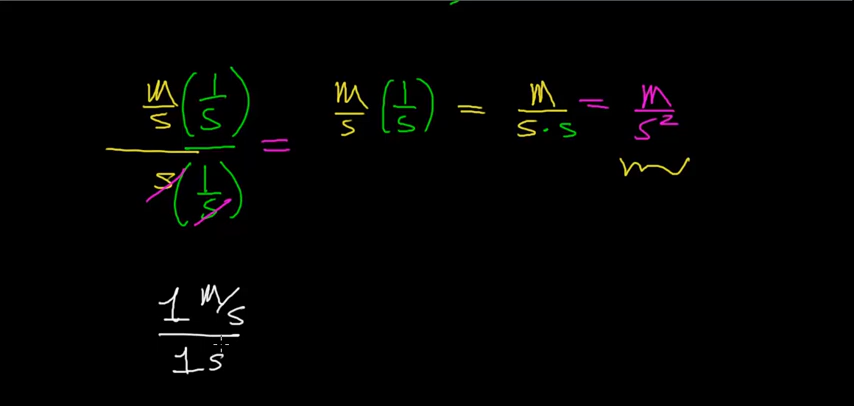 m/s (1/s) / s (1/s) = m/s (1/s) = m/s·s = m/s²
1 m/s / 1 s